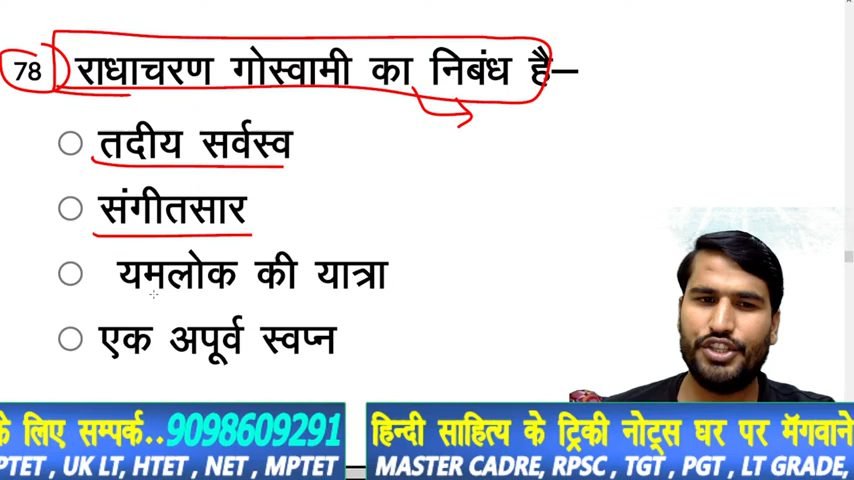 78 राधाचरण गोस्वामी का निबंध है–
तदीय सर्वस्व
संगीतसार
यमलोक की यात्रा
एक अपूर्व स्वप्न
के लिए सम्पर्क..9098609291
हिन्दी साहित्य के ट्रिकी नोट्स घर पर मॅगवाने
PTET , UK LT, HTET , NET , MPTET
MASTER CADRE, RPSC , TGT , PGT , LT GRADE,